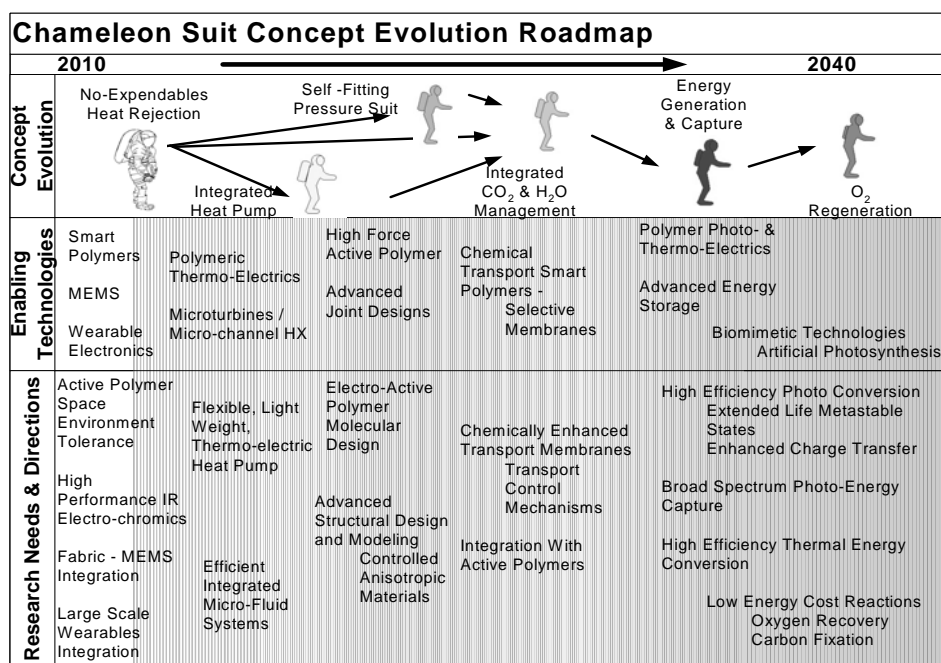 Chameleon Suit Concept Evolution Roadmap
2010
2040
Concept
Evolution
No-Expendables
Heat Rejection
Self -Fitting
Pressure Suit
Integrated
Heat Pump
Integrated
CO2 & H2O
Management
Energy
Generation
& Capture
O2
Regeneration
Enabling
Technologies
Smart
Polymers
MEMS
Wearable
Electronics
Polymeric
Thermo-Electrics
Microturbines /
Micro-channel HX
High Force
Active Polymer
Advanced
Joint Designs
Chemical
Transport Smart
Polymers -
Selective
Membranes
Polymer Photo- &
Thermo-Electrics
Advanced Energy
Storage
Biomimetic Technologies
Artificial Photosynthesis
Research Needs & Directions
Active Polymer
Space
Environment
Tolerance
High
Performance IR
Electro-chromics
Fabric - MEMS
Integration
Large Scale
Wearables
Integration
Flexible, Light
Weight,
Thermo-electric
Heat Pump
Efficient
Integrated
Micro-Fluid
Systems
Electro-Active
Polymer
Molecular
Design
Advanced
Structural Design
and Modeling
Controlled
Anisotropic
Materials
Chemically Enhanced
Transport Membranes
Transport
Control
Mechanisms
Integration With
Active Polymers
High Efficiency Photo Conversion
Extended Life Metastable
States
Enhanced Charge Transfer
Broad Spectrum Photo-Energy
Capture
High Efficiency Thermal Energy
Conversion
Low Energy Cost Reactions
Oxygen Recovery
Carbon Fixation